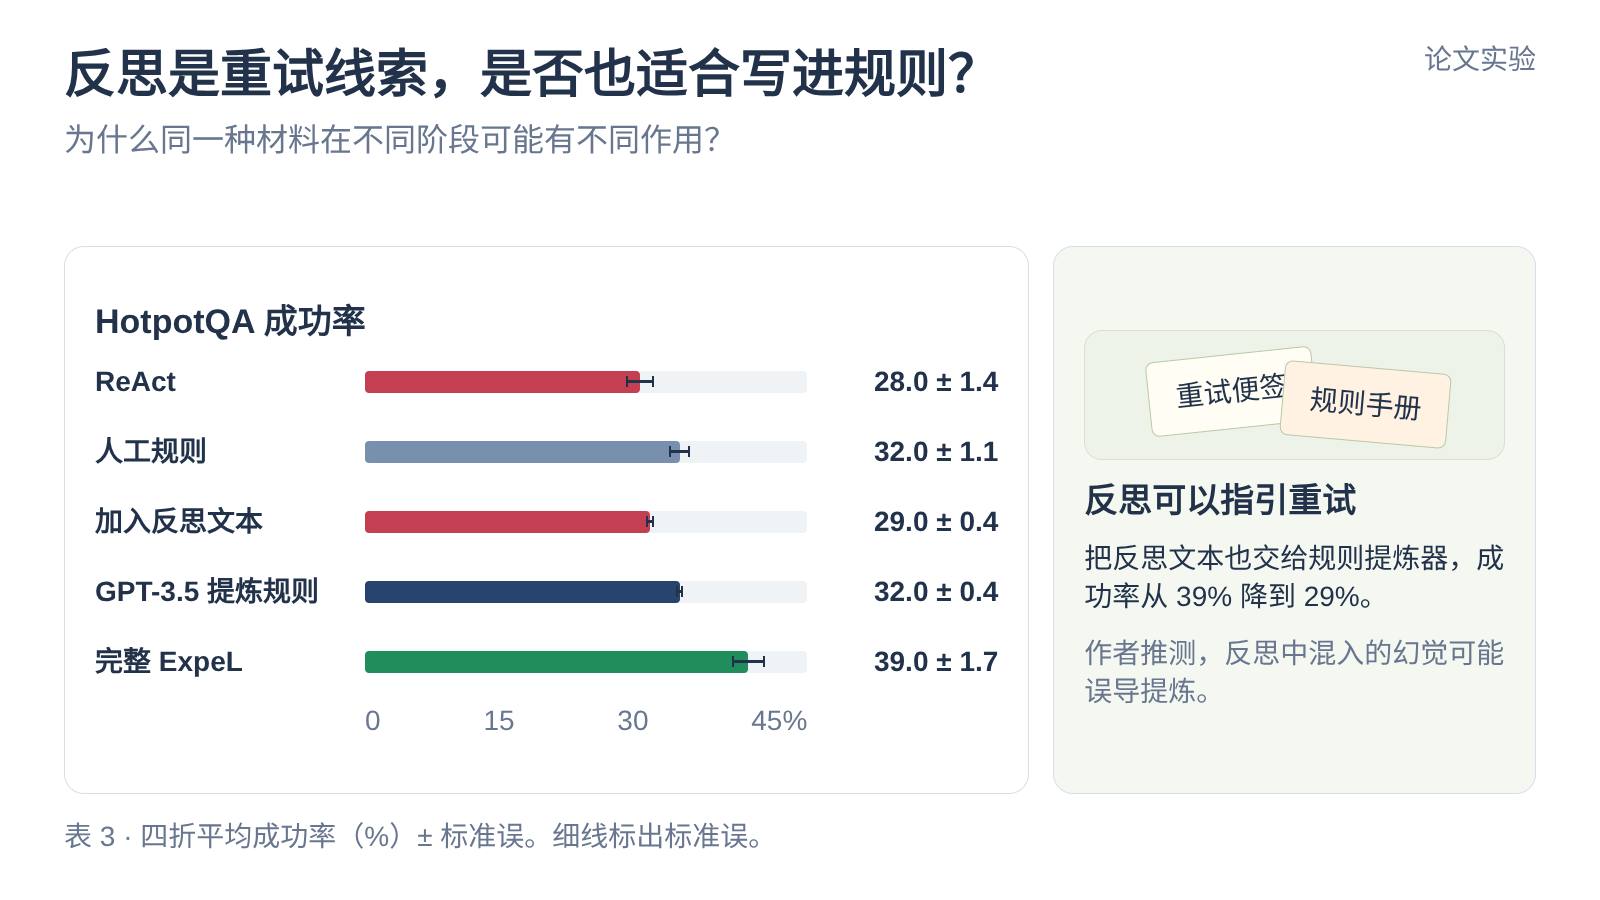 反思是重试线索，是否也适合写进规则？
论文实验
为什么同一种材料在不同阶段可能有不同作用？
HotpotQA 成功率
ReAct 28.0 ± 1.4
人工规则 32.0 ± 1.1
加入反思文本 29.0 ± 0.4
GPT-3.5 提炼规则 32.0 ± 0.4
完整 ExpeL 39.0 ± 1.7
0 15 30 45%
重试便签
规则手册
反思可以指引重试
把反思文本也交给规则提炼器，成
功率从 39% 降到 29%。
作者推测，反思中混入的幻觉可能
误导提炼。
表 3 · 四折平均成功率（%）± 标准误。细线标出标准误。